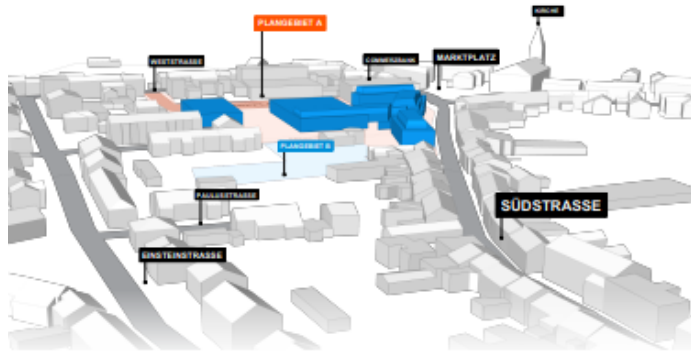 KIRCHE
PLANGEBIET A
WESTSTRASSE
COMMERZBANK
MARKTPLATZ
PLANGEBIET B
PAULUSSTRASSE
SÜDSTRASSE
EINSTEINSTRASSE